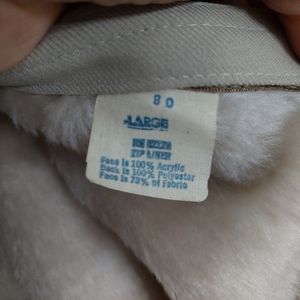 80
-LARGE
RN
ZIP LINER
Face is 100% Acrylic
Back is 100% Polyester
Face is 73% of Fabric